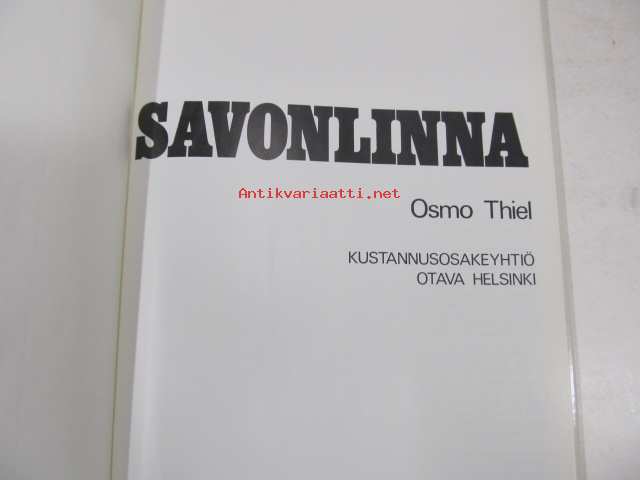 SAVONLINNA
Antikvariaatti.net
Osmo Thiel
KUSTANNUSOSAKEYHTIÖ
OTAVA HELSINKI